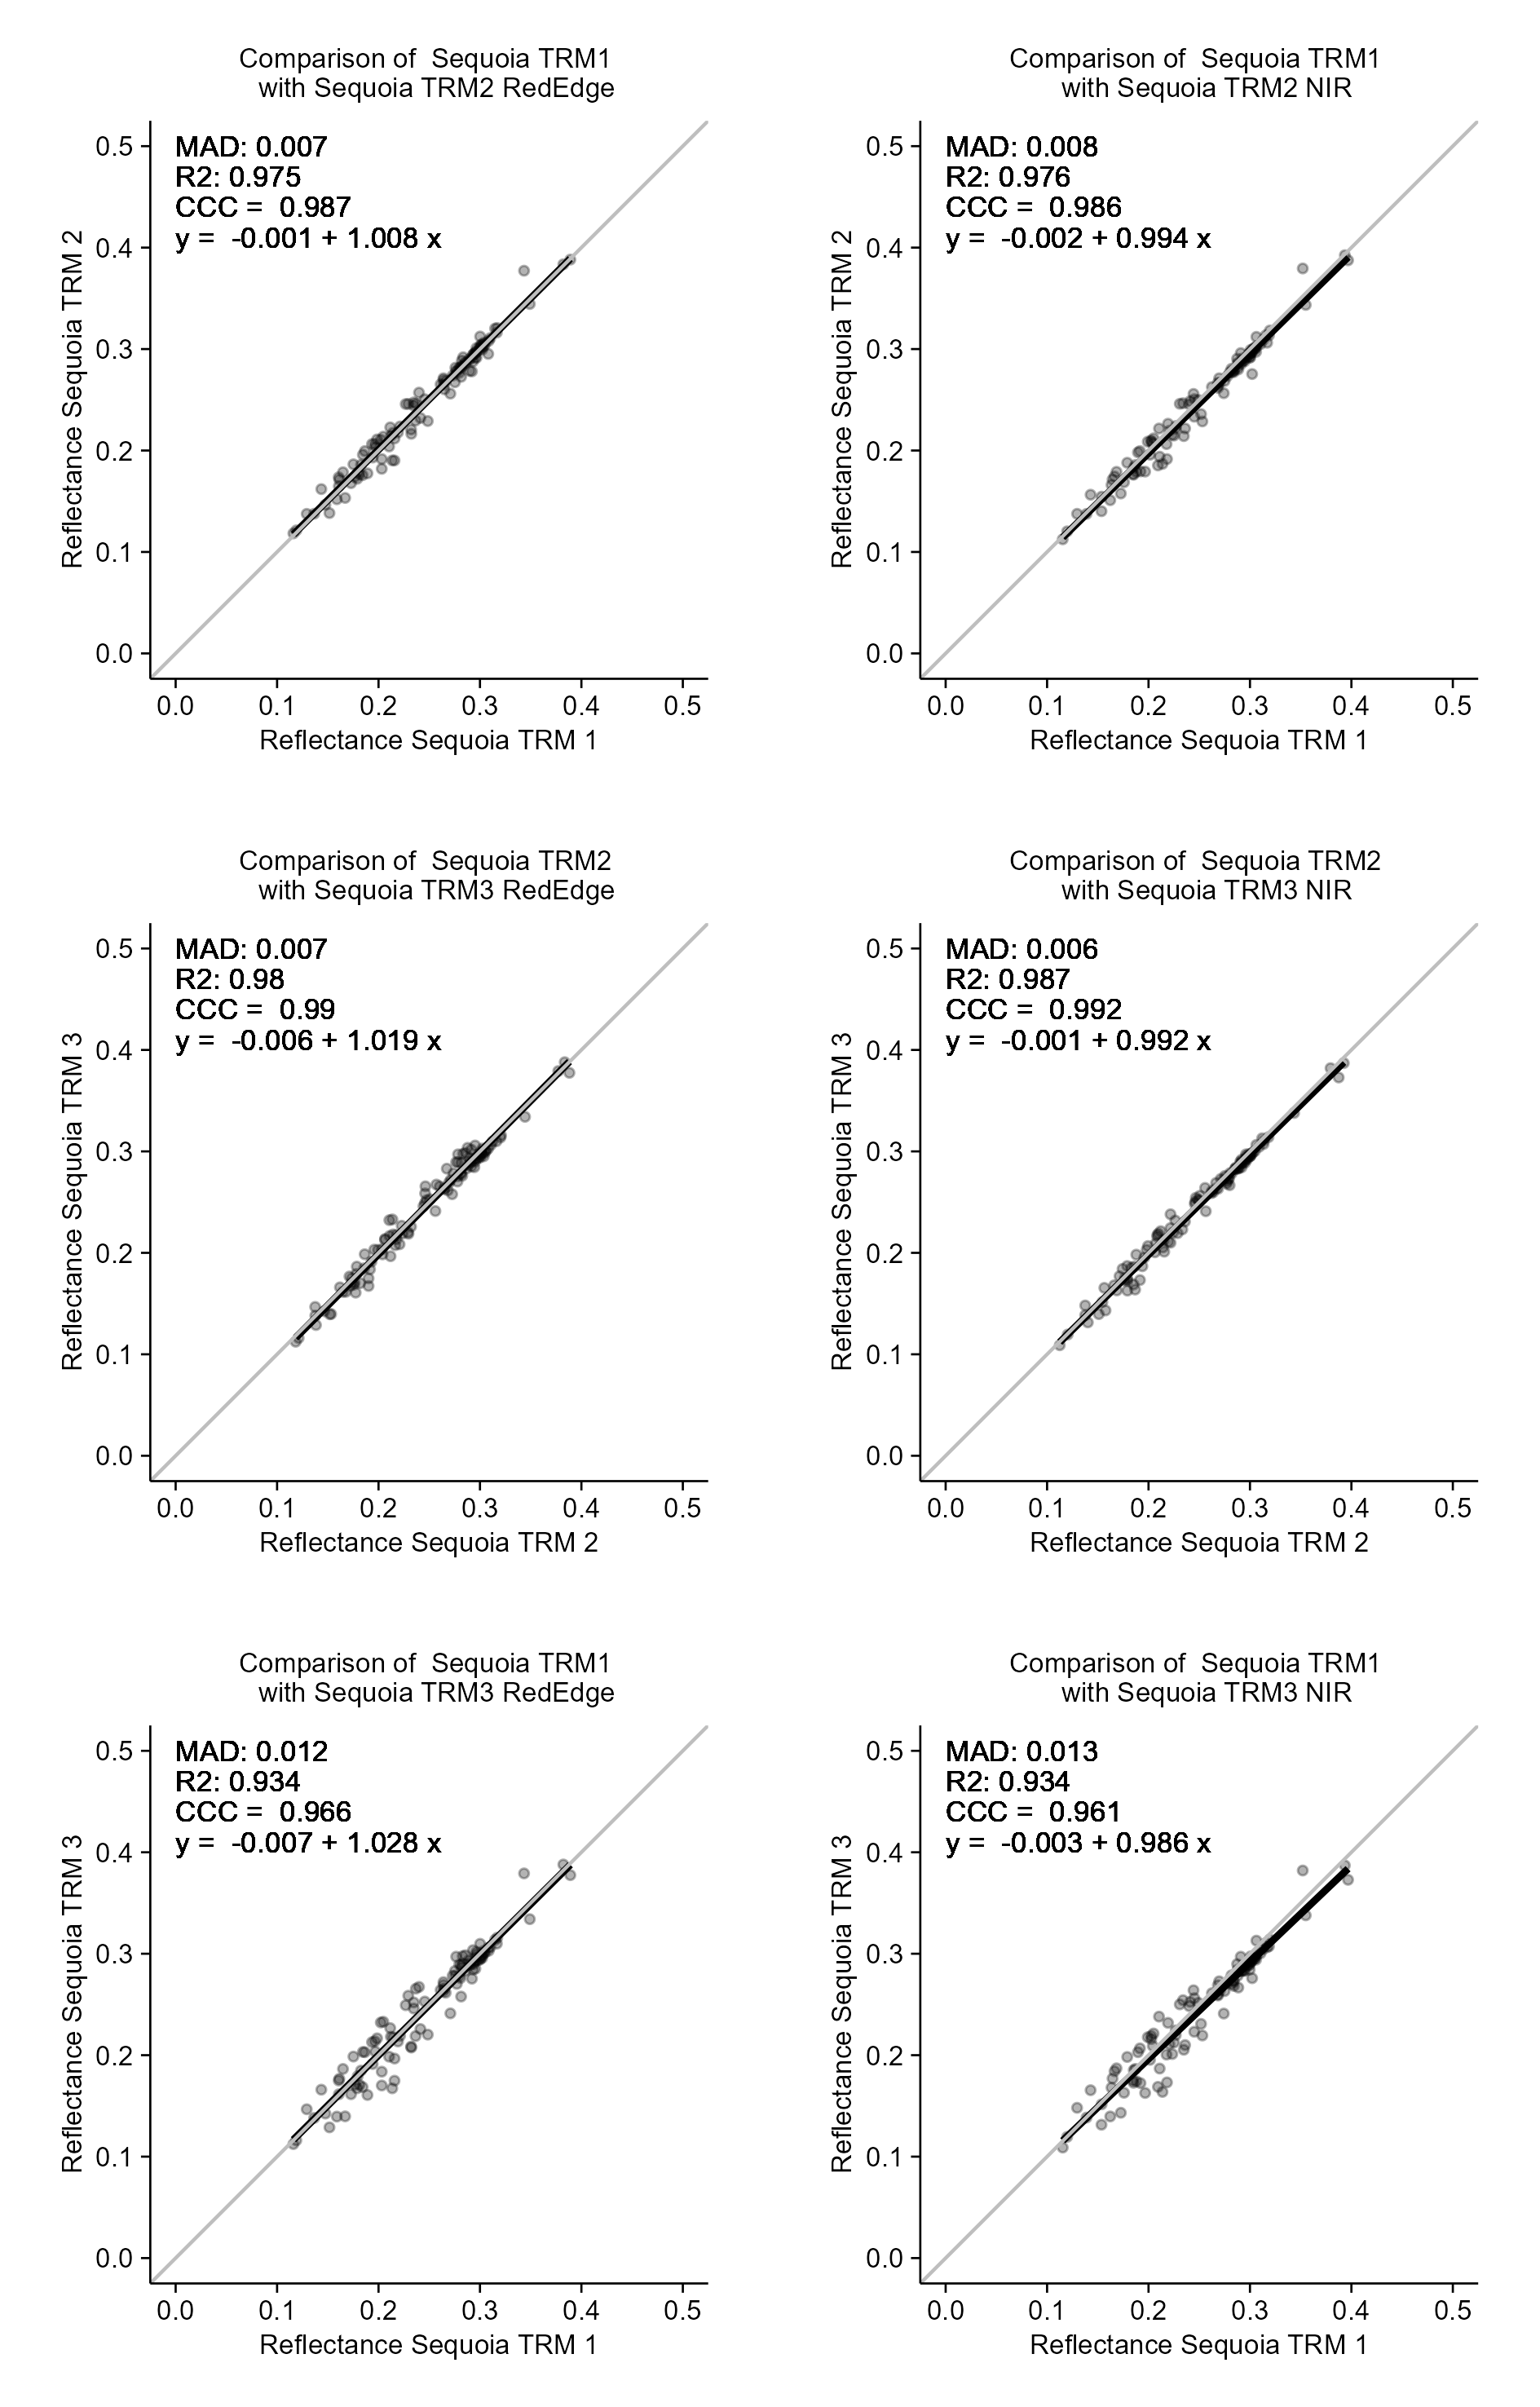 Comparison of  Sequoia TRM1
with Sequoia TRM2 RedEdge
MAD: 0.007
R2: 0.975
CCC =  0.987
y =  -0.001 + 1.008 x
Reflectance Sequoia TRM 2
0.5
0.4
0.3
0.2
0.1
0.0
0.0 0.1 0.2 0.3 0.4 0.5
Reflectance Sequoia TRM 1
Comparison of  Sequoia TRM1
with Sequoia TRM2 NIR
MAD: 0.008
R2: 0.976
CCC =  0.986
y =  -0.002 + 0.994 x
Reflectance Sequoia TRM 2
0.5
0.4
0.3
0.2
0.1
0.0
0.0 0.1 0.2 0.3 0.4 0.5
Reflectance Sequoia TRM 1
Comparison of  Sequoia TRM2
with Sequoia TRM3 RedEdge
MAD: 0.007
R2: 0.98
CCC =  0.99
y =  -0.006 + 1.019 x
Reflectance Sequoia TRM 3
0.5
0.4
0.3
0.2
0.1
0.0
0.0 0.1 0.2 0.3 0.4 0.5
Reflectance Sequoia TRM 2
Comparison of  Sequoia TRM2
with Sequoia TRM3 NIR
MAD: 0.006
R2: 0.987
CCC =  0.992
y =  -0.001 + 0.992 x
Reflectance Sequoia TRM 3
0.5
0.4
0.3
0.2
0.1
0.0
0.0 0.1 0.2 0.3 0.4 0.5
Reflectance Sequoia TRM 2
Comparison of  Sequoia TRM1
with Sequoia TRM3 RedEdge
MAD: 0.012
R2: 0.934
CCC =  0.966
y =  -0.007 + 1.028 x
Reflectance Sequoia TRM 3
0.5
0.4
0.3
0.2
0.1
0.0
0.0 0.1 0.2 0.3 0.4 0.5
Reflectance Sequoia TRM 1
Comparison of  Sequoia TRM1
with Sequoia TRM3 NIR
MAD: 0.013
R2: 0.934
CCC =  0.961
y =  -0.003 + 0.986 x
Reflectance Sequoia TRM 3
0.5
0.4
0.3
0.2
0.1
0.0
0.0 0.1 0.2 0.3 0.4 0.5
Reflectance Sequoia TRM 1